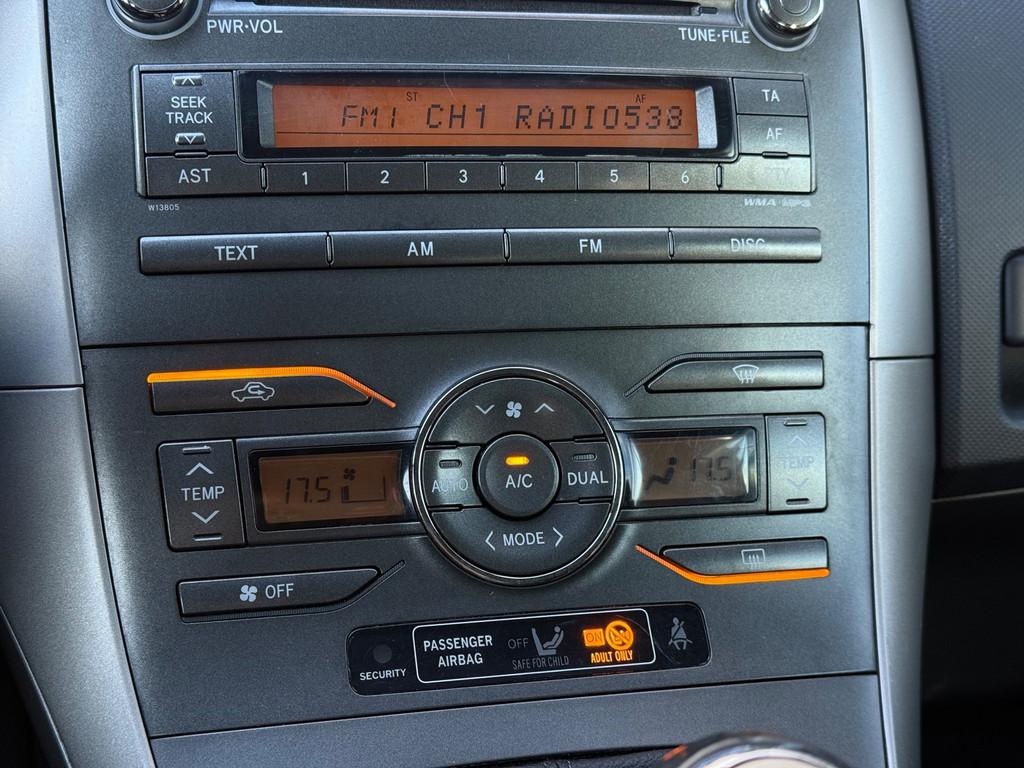 PWR·VOL
TUNE·FILE
SEEK
TRACK
ST
AF
FM1 CH1 RADIO538
TA
AF
AST
1
2
3
4
5
6
W13805
WMA·MP3
TEXT
AM
FM
DISC
TEMP
17.5
AUTO
A/C
DUAL
17.5
TEMP
MODE
OFF
SECURITY
PASSENGER
AIRBAG
OFF
SAFE FOR CHILD
ON
ADULT ONLY